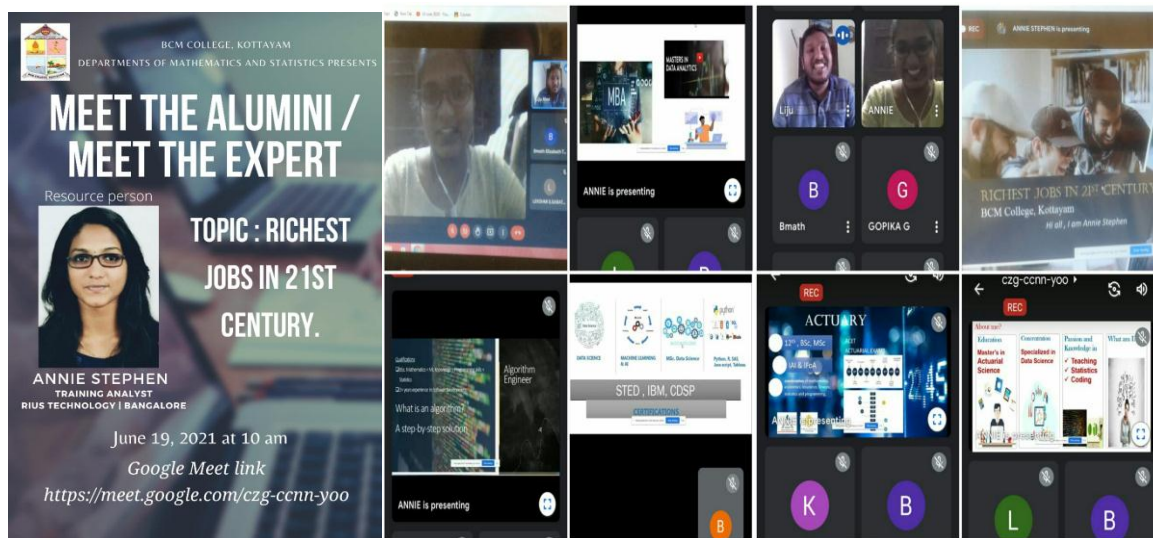 BCM COLLEGE, KOTTAYAM
DEPARTMENTS OF MATHEMATICS AND STATISTICS PRESENTS
MEET THE ALUMINI /
MEET THE EXPERT
Resource person
TOPIC : RICHEST
JOBS IN 21ST
CENTURY.
ANNIE STEPHEN
TRAINING ANALYST
RIUS TECHNOLOGY | BANGALORE
June 19, 2021 at 10 am
Google Meet link
https://meet.google.com/czg-ccnn-yoo
B
L
MBA
MASTERS IN
DATA ANALYTICS
ANNIE is presenting
Liju
ANNIE
B
G
Bmath
GOPIKA G
REC
ANNIE STEPHEN is presenting
RICHEST JOBS IN 21ST CENTURY
BCM College, Kottayam
Hi all , I am Annie Stephen
Algorithm
Engineer
What is an algorithm?
A step-by-step solution
ANNIE is presenting
DATA SCIENCE
MACHINE LEARNING
& AI
MSc. Data Science
python
Python, R, SAS,
Java script, Tableau
STED , IBM, CDSP
CERTIFICATIONS
B
REC
ACTUARY
12th , BSc, MSc
IAI & IFoA
ACET
K
B
czg-ccnn-yoo
REC
About me?
Education
Master's in
Actuarial
Science
Concentration
Specialized in
Data Science
Passion and
Knowledge in
Teaching
Statistics
Coding
L
B